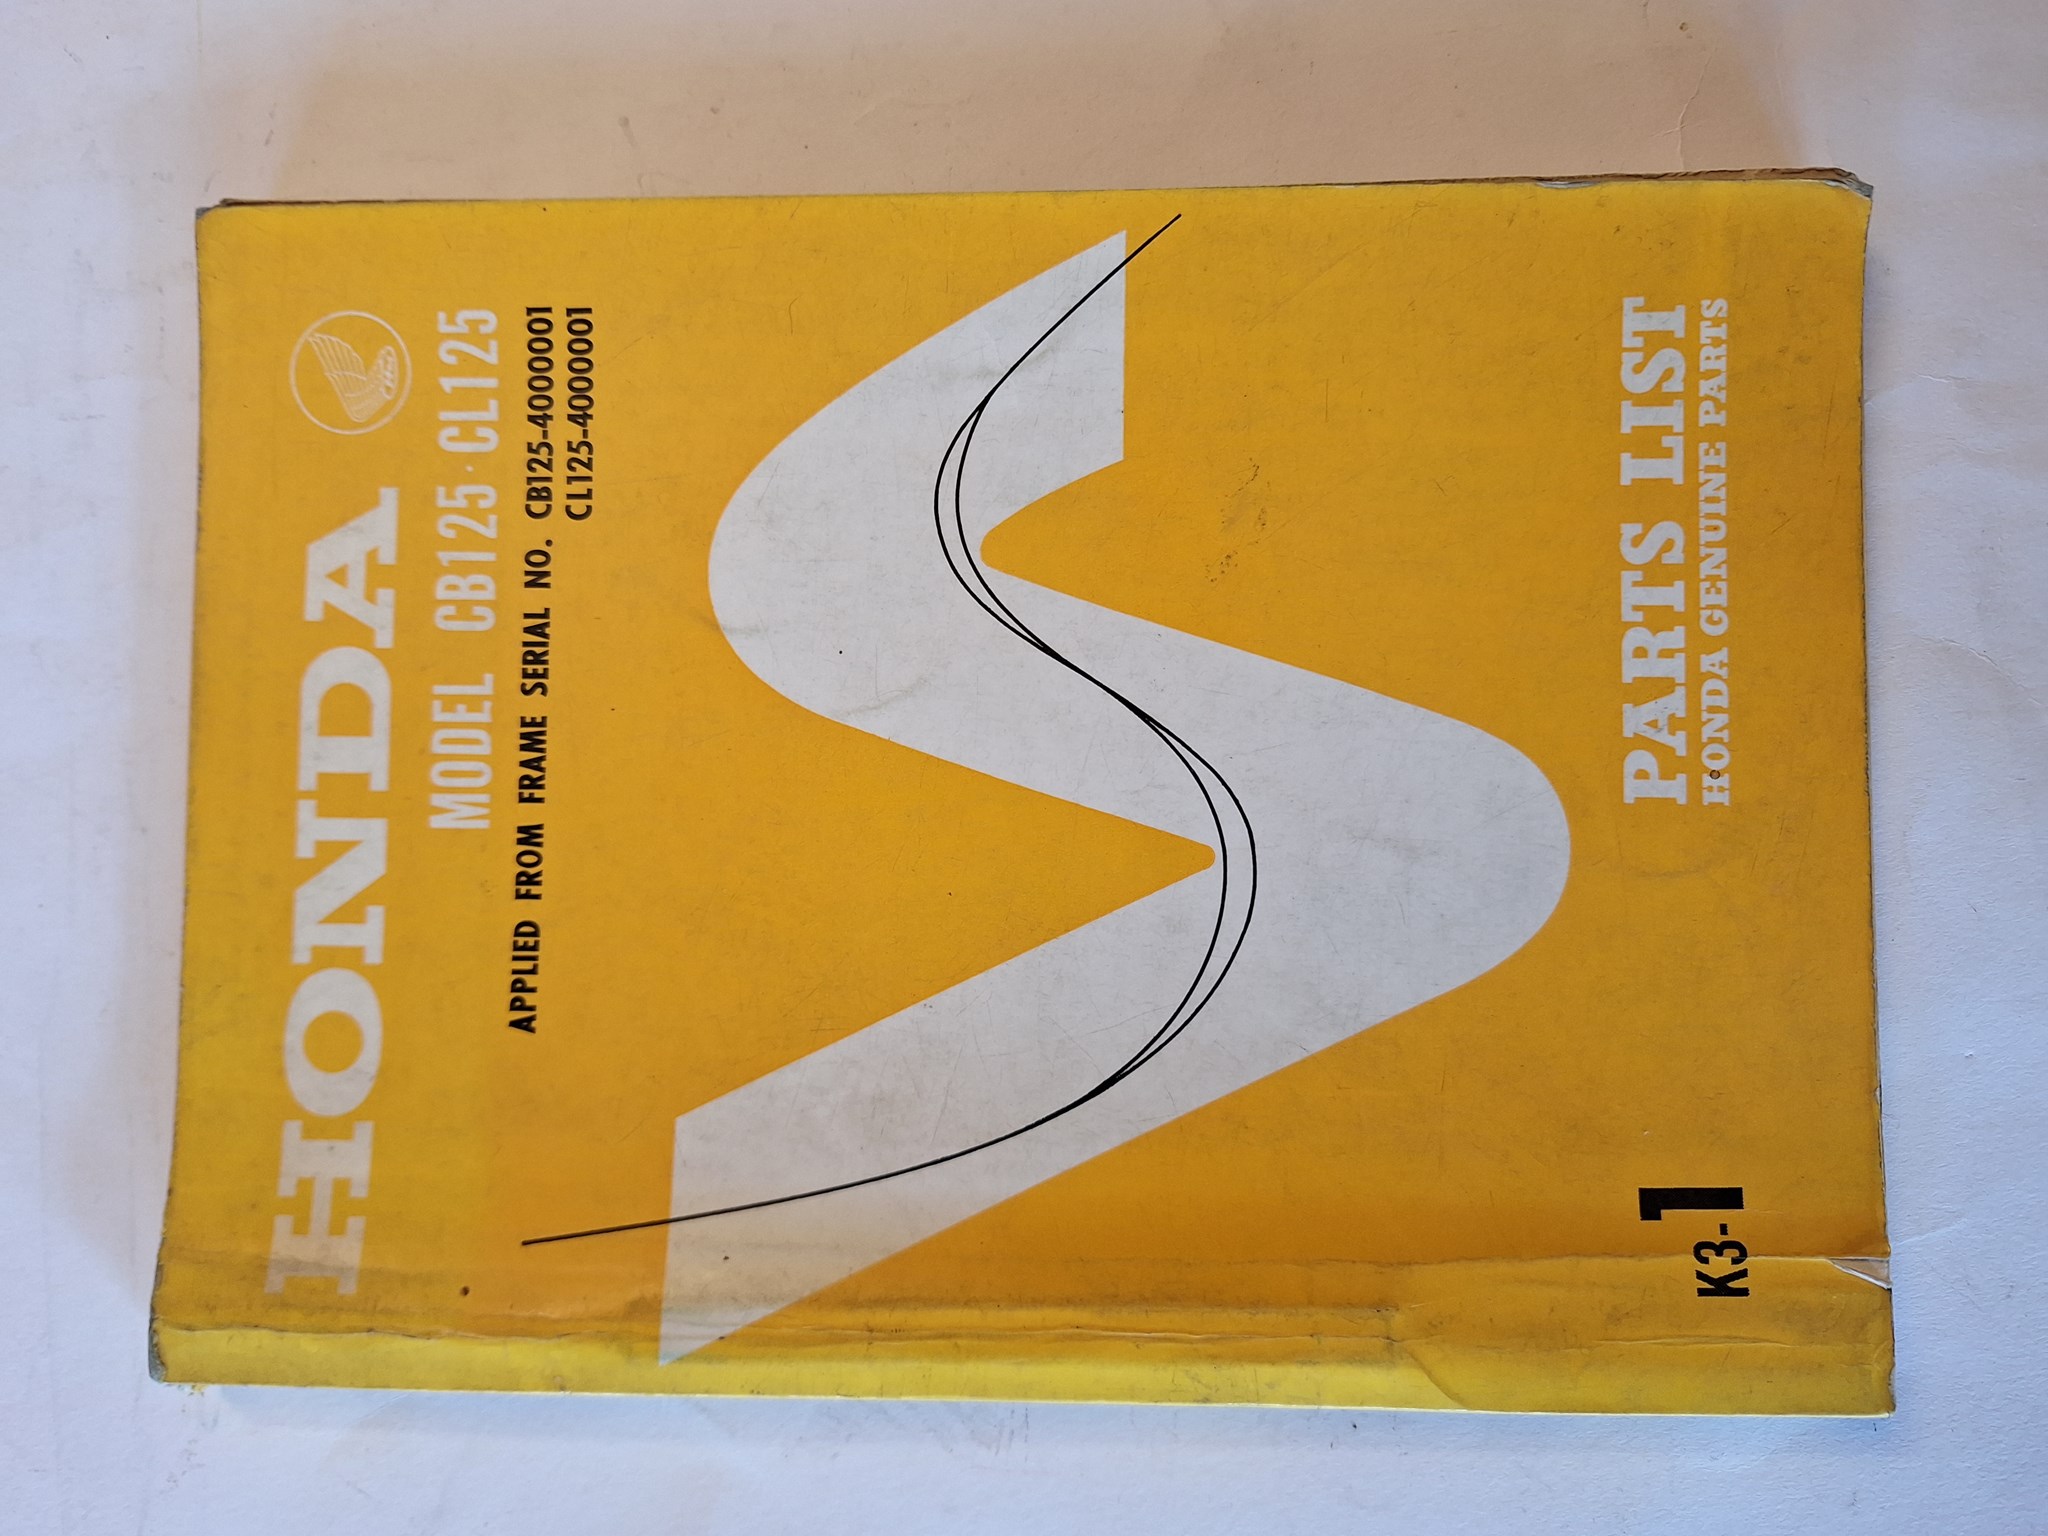 HONDA
MODEL CB125·CL125
APPLIED FROM FRAME SERIAL NO. CB125-4000001
CL125-4000001
PARTS LIST
HONDA GENUINE PARTS
K3-1